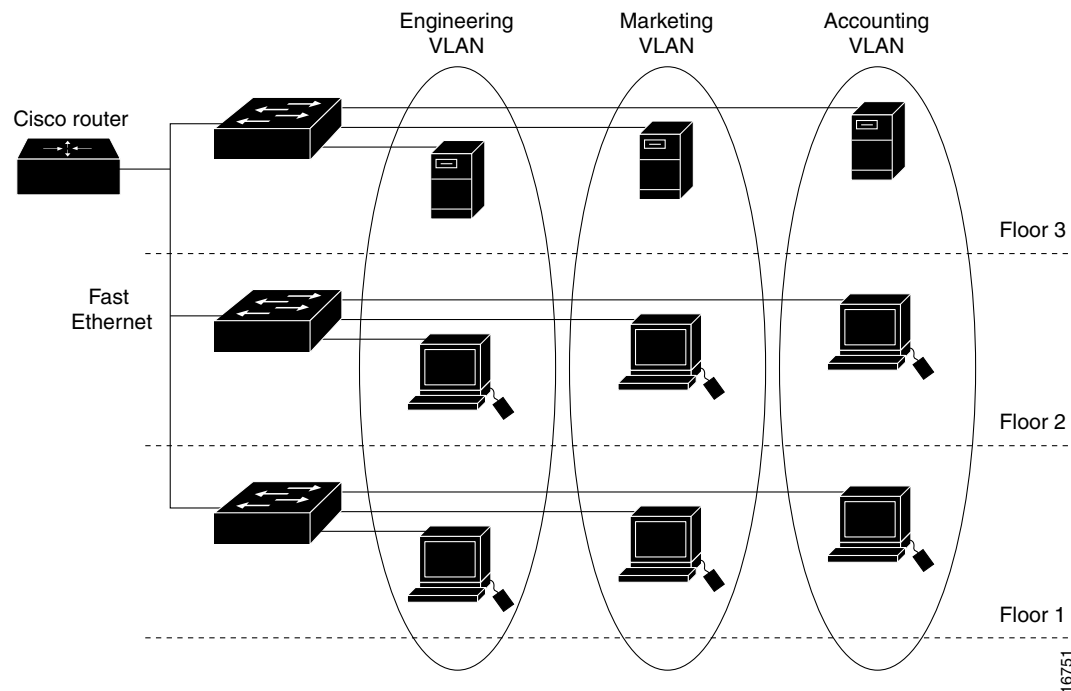 Engineering
VLAN
Marketing
VLAN
Accounting
VLAN
Cisco router
Floor 3
Fast
Ethernet
Floor 2
Floor 1
16751